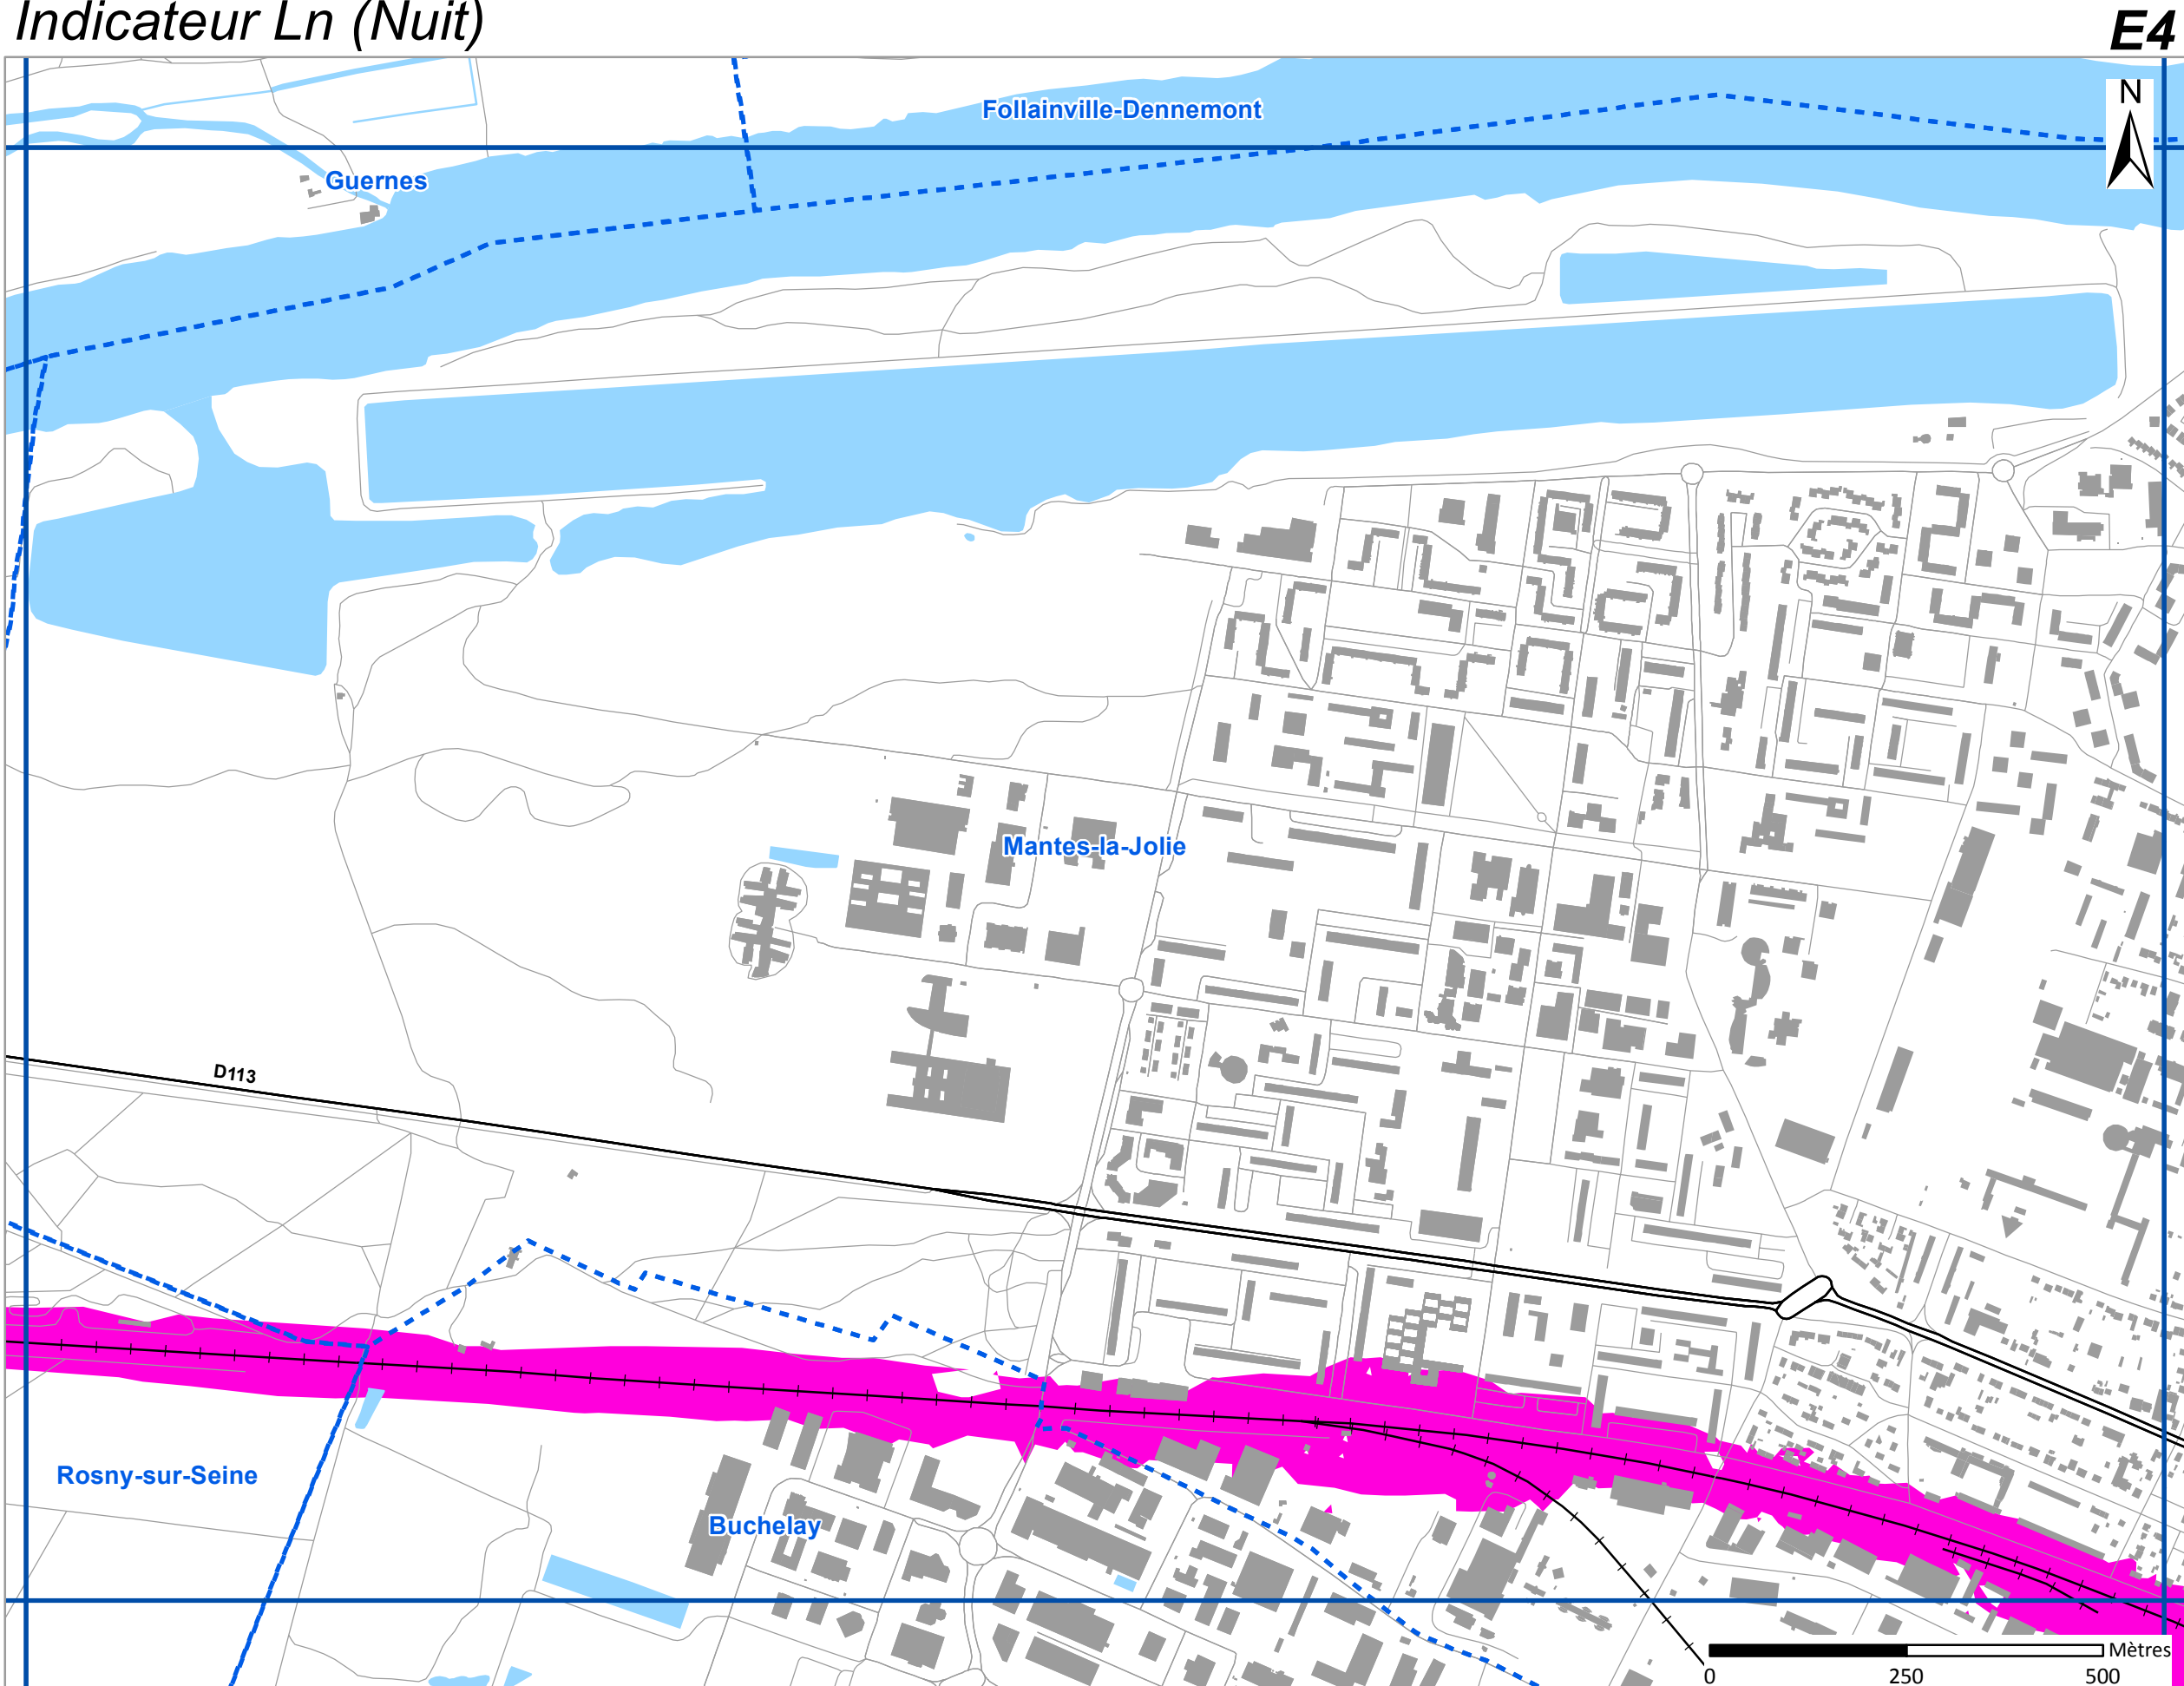 Indicateur Ln (Nuit)
E4
N
Follainville-Dennemont
Guernes
Mantes-la-Jolie
D113
Rosny-sur-Seine
Buchelay
Mètres
0 250 500